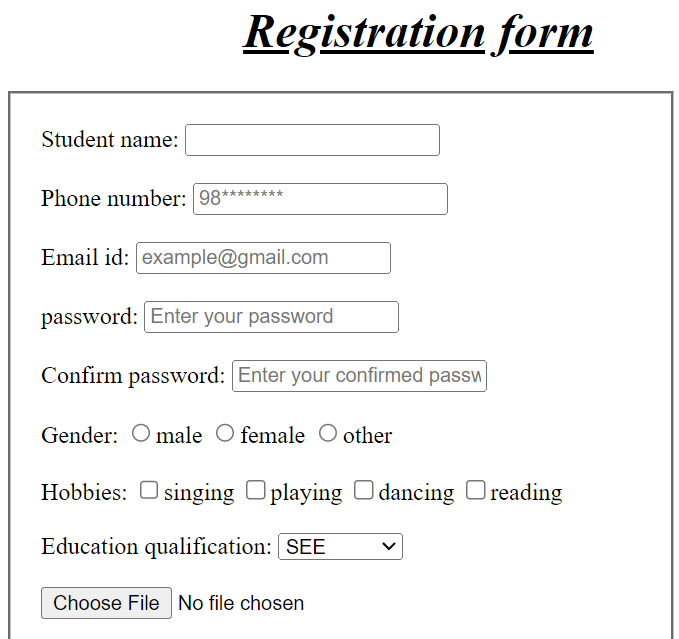 Registration form
Student name:
Phone number: 98********
Email id: example@gmail.com
password: Enter your password
Confirm password: Enter your confirmed passw
Gender: male female other
Hobbies: singing playing dancing reading
Education qualification: SEE
Choose File No file chosen